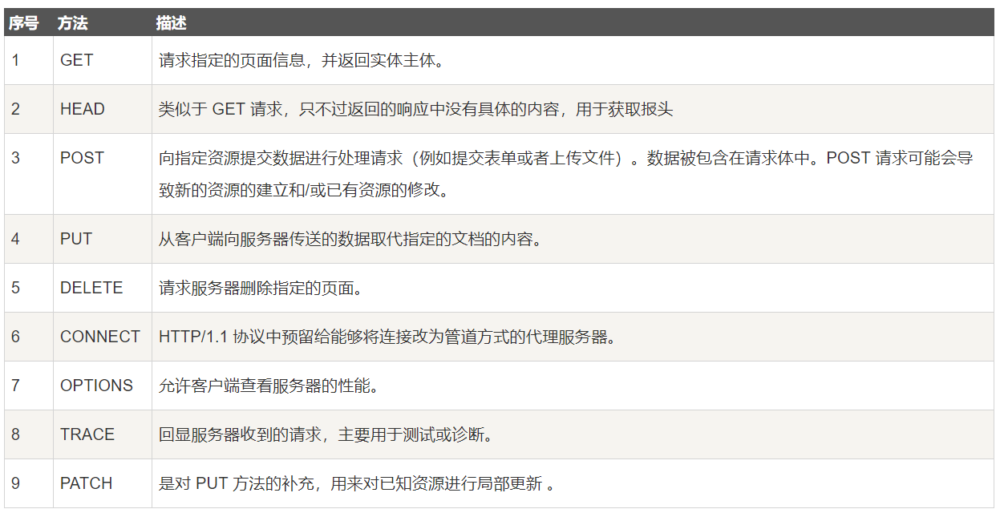 序号 方法 描述
1 GET 请求指定的页面信息，并返回实体主体。
2 HEAD 类似于 GET 请求，只不过返回的响应中没有具体的内容，用于获取报头
3 POST 向指定资源提交数据进行处理请求（例如提交表单或者上传文件）。数据被包含在请求体中。POST 请求可能会导
致新的资源的建立和/或已有资源的修改。
4 PUT 从客户端向服务器传送的数据取代指定的文档的内容。
5 DELETE 请求服务器删除指定的页面。
6 CONNECT HTTP/1.1 协议中预留给能够将连接改为管道方式的代理服务器。
7 OPTIONS 允许客户端查看服务器的性能。
8 TRACE 回显服务器收到的请求，主要用于测试或诊断。
9 PATCH 是对 PUT 方法的补充，用来对已知资源进行局部更新 。